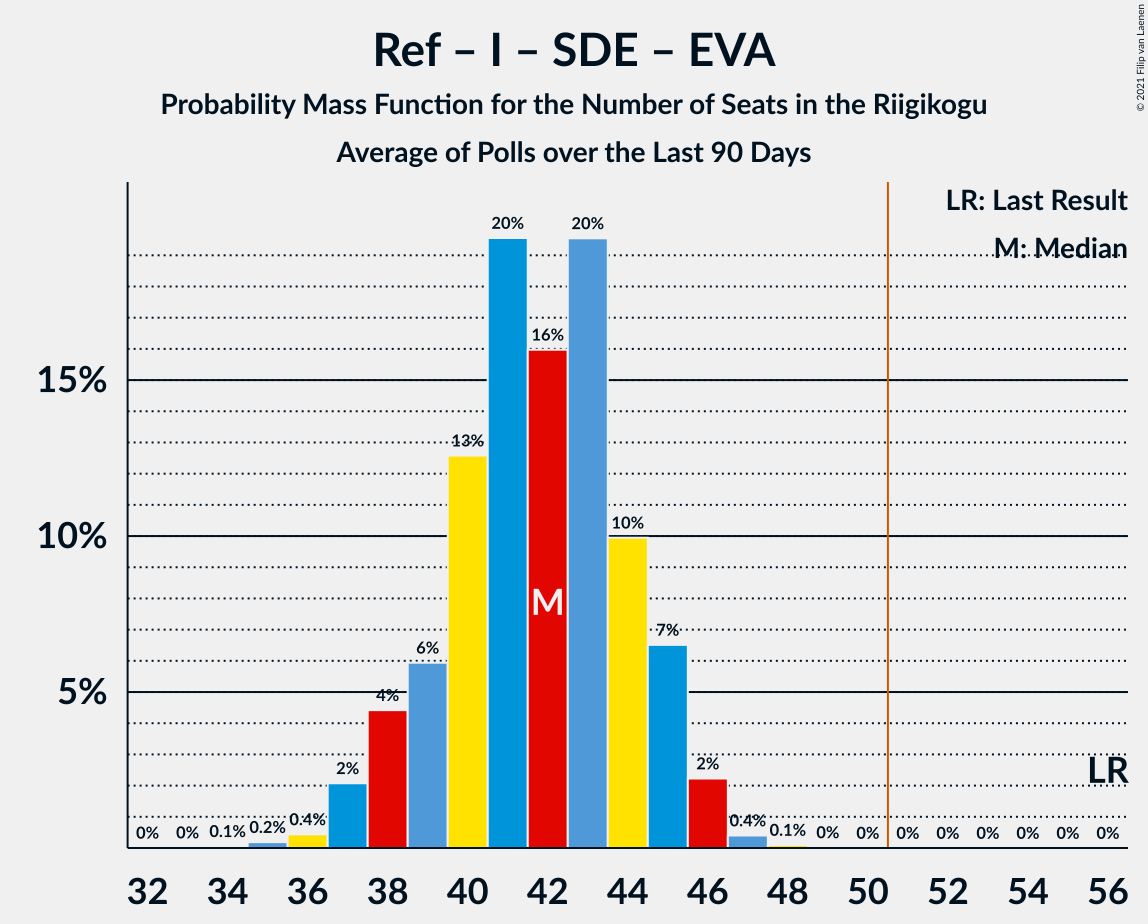 Ref – I – SDE – EVA
Probability Mass Function for the Number of Seats in the Riigikogu
Average of Polls over the Last 90 Days
© 2021 Filip van Laenen
LR: Last Result
M: Median
15%
10%
5%
0% 0% 0.1% 0.2% 0.4% 2% 4% 6% 13% 20% 16% 20% 10% 7% 2% 0.4% 0.1% 0% 0% 0% 0% 0% 0% 0% 0%
M
LR
32 34 36 38 40 42 44 46 48 50 52 54 56